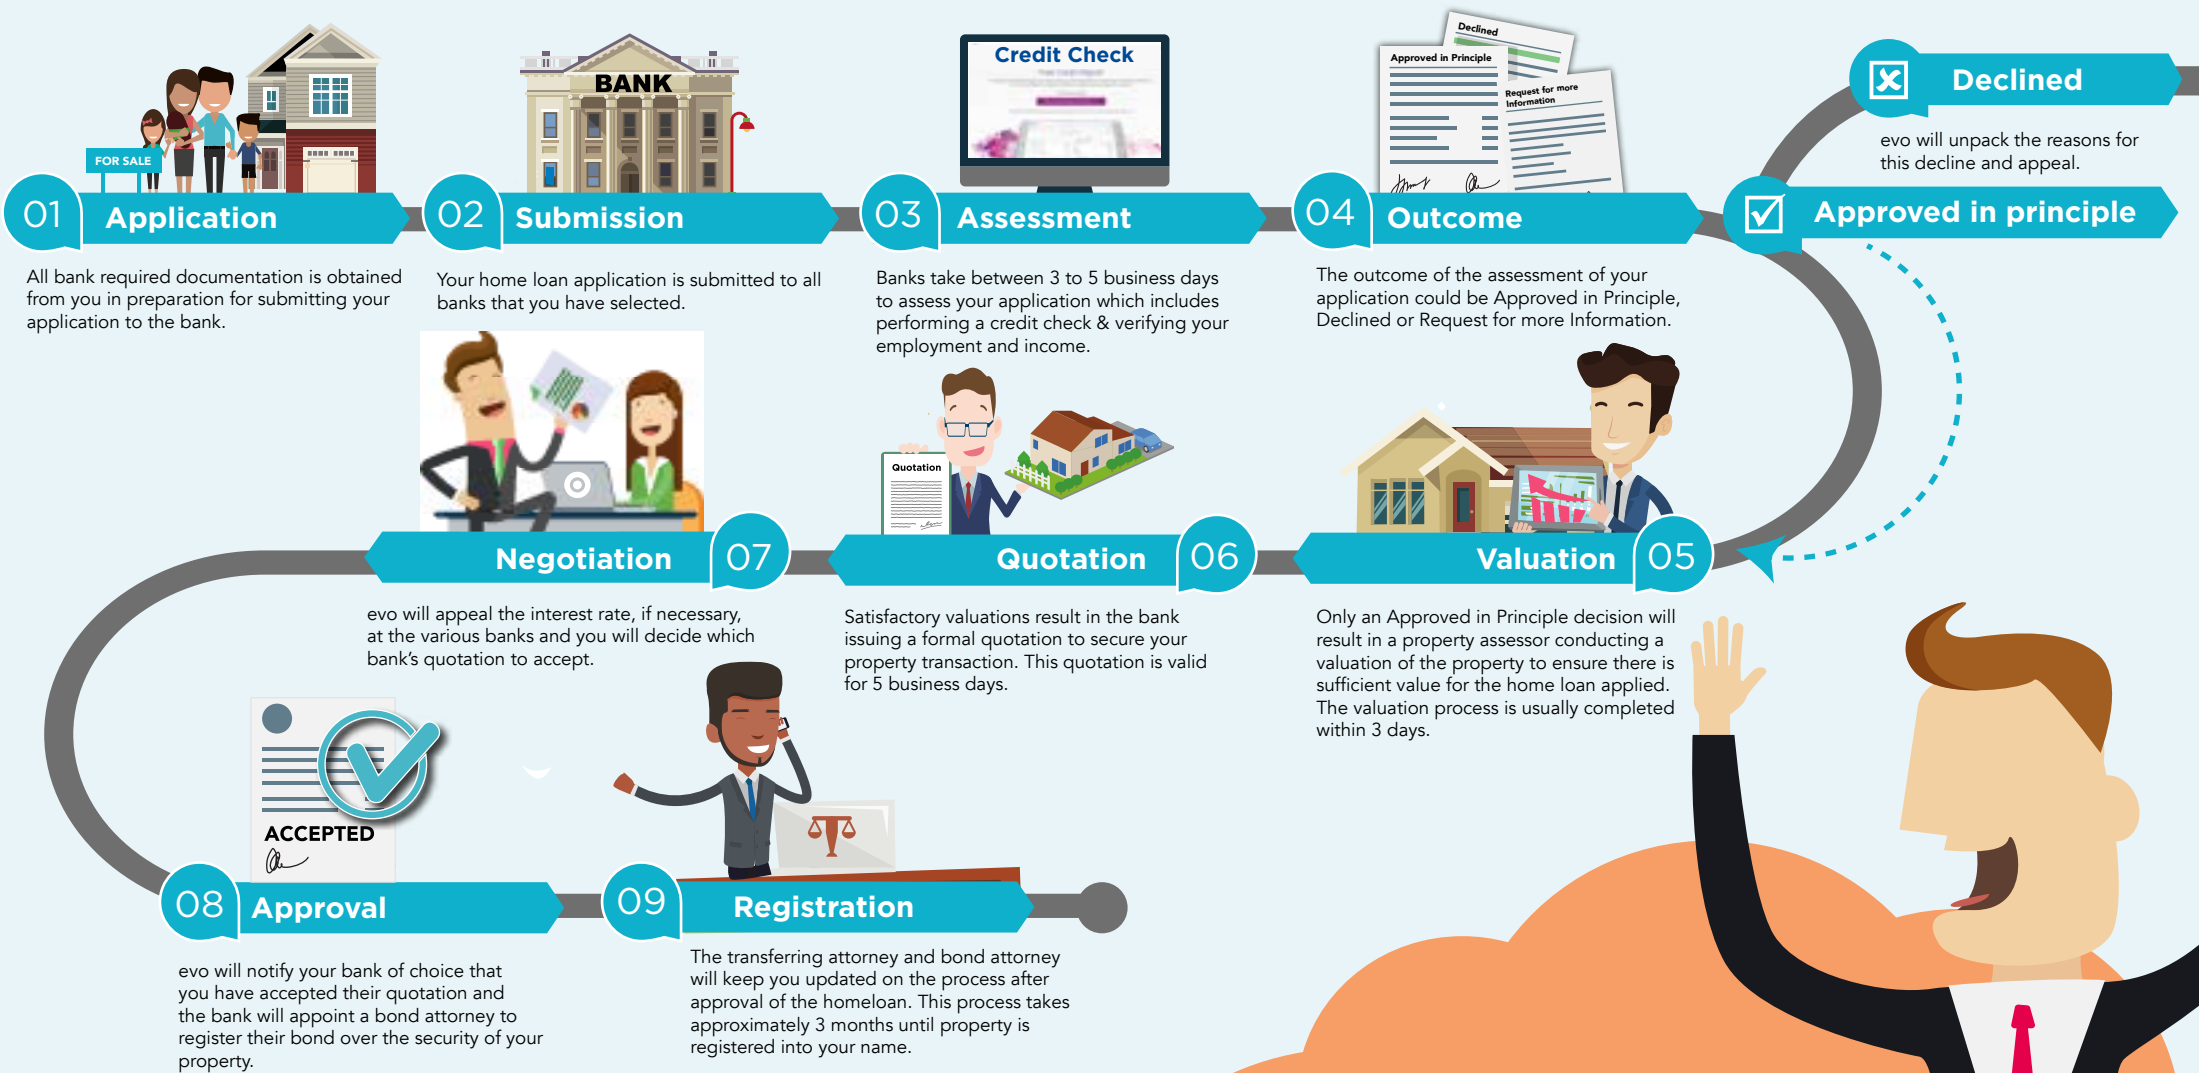 FOR SALE
01 Application
All bank required documentation is obtained
from you in preparation for submitting your
application to the bank.
BANK
02 Submission
Your home loan application is submitted to all
banks that you have selected.
Credit Check
03 Assessment
Banks take between 3 to 5 business days
to assess your application which includes
performing a credit check & verifying your
employment and income.
Declined
Approved in Principle
Request for more
Information
04 Outcome
The outcome of the assessment of your
application could be Approved in Principle,
Declined or Request for more Information.
Declined
evo will unpack the reasons for
this decline and appeal.
Approved in principle
Valuation 05
Only an Approved in Principle decision will
result in a property assessor conducting a
valuation of the property to ensure there is
sufficient value for the home loan applied.
The valuation process is usually completed
within 3 days.
Quotation
Quotation 06
Satisfactory valuations result in the bank
issuing a formal quotation to secure your
property transaction. This quotation is valid
for 5 business days.
Negotiation 07
evo will appeal the interest rate, if necessary,
at the various banks and you will decide which
bank's quotation to accept.
ACCEPTED
08 Approval
evo will notify your bank of choice that
you have accepted their quotation and
the bank will appoint a bond attorney to
register their bond over the security of your
property.
09 Registration
The transferring attorney and bond attorney
will keep you updated on the process after
approval of the homeloan. This process takes
approximately 3 months until property is
registered into your name.